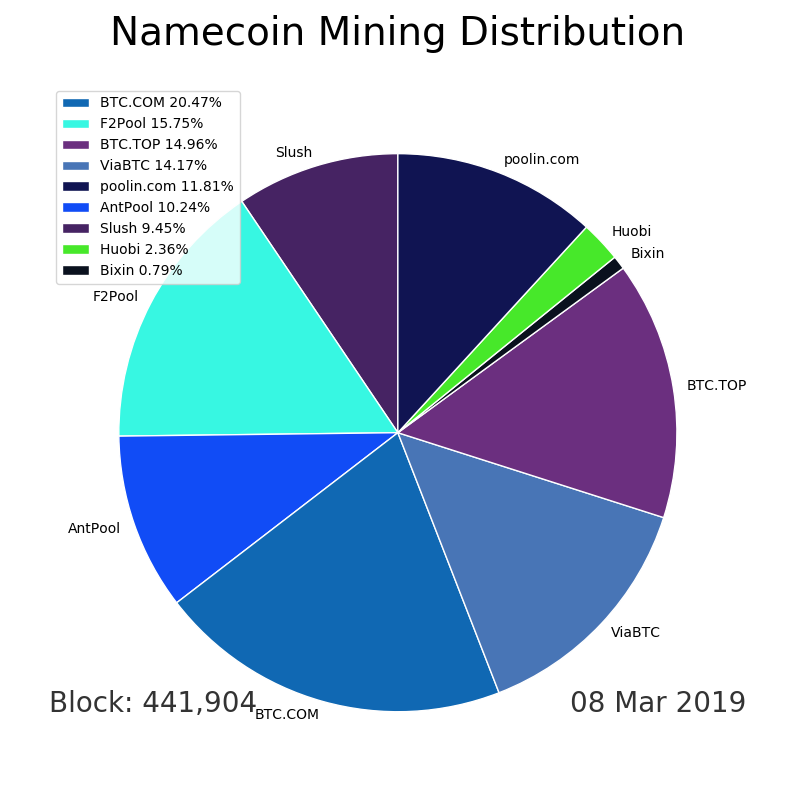 Namecoin Mining Distribution
BTC.COM 20.47%
F2Pool 15.75%
BTC.TOP 14.96%
ViaBTC 14.17%
poolin.com 11.81%
AntPool 10.24%
Slush 9.45%
Huobi 2.36%
Bixin 0.79%
Slush
poolin.com
Huobi
Bixin
F2Pool
BTC.TOP
AntPool
ViaBTC
BTC.COM
Block: 441,904
08 Mar 2019